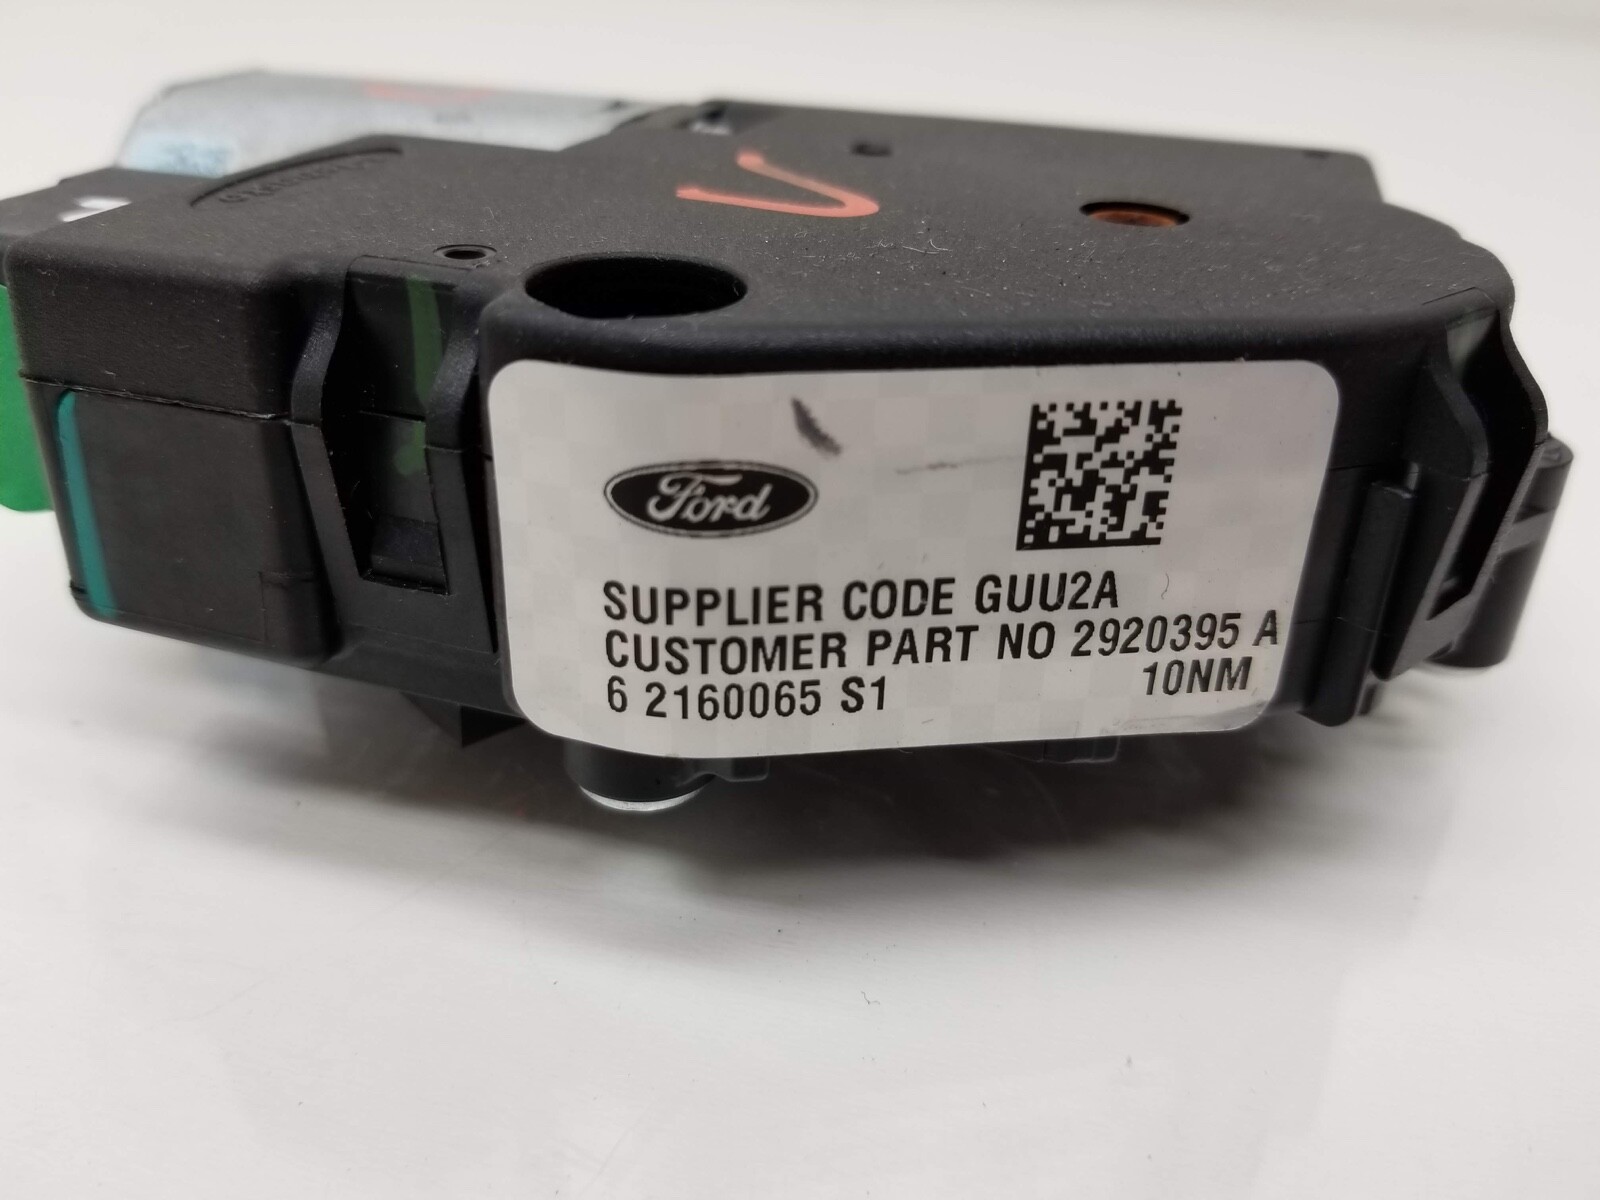 Ford
SUPPLIER CODE GUU2A
CUSTOMER PART NO 2920395 A
6 2160065 S1 10NM